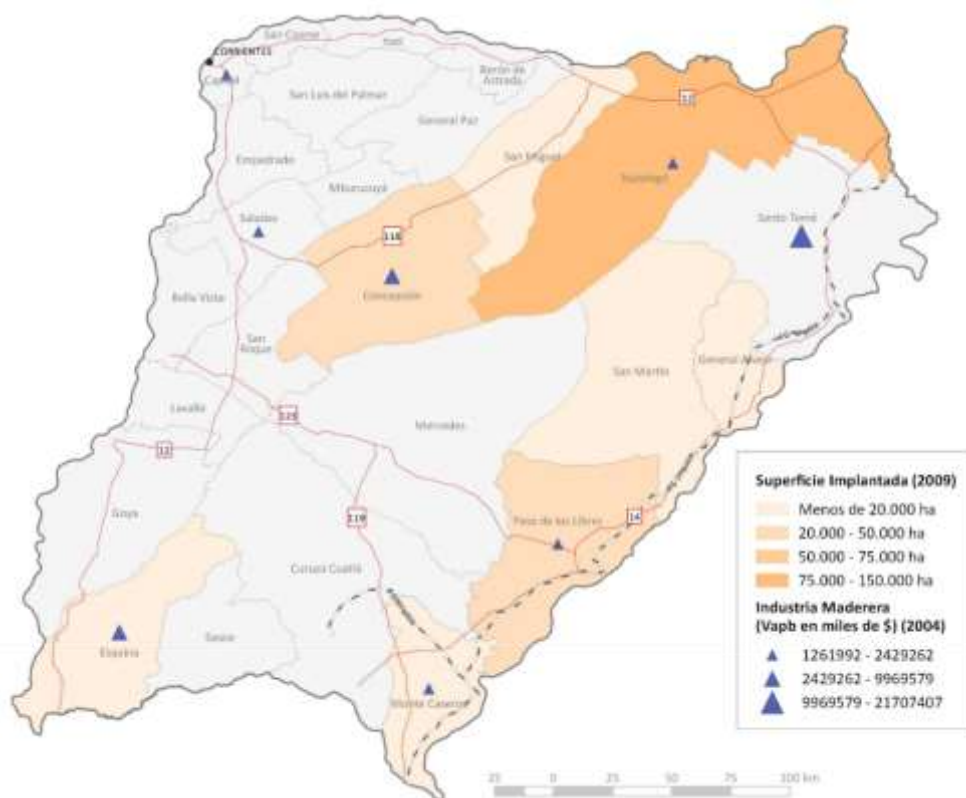 San Cosme
Itatí
CORRIENTES
Capital
Berón de
Astrada
San Luis del Palmar
General Paz
12
Empedrado
San Miguel
Ituzaingó
Mburucuyá
Saladas
Santo Tomé
118
Concepción
Bella Vista
San
Roque
General Alvear
San Martín
Lavalle
123
Mercedes
12
Goya
Paso de los Libres
14
119
Curuzú Cuatiá
Esquina
Sauce
Monte Caseros
Superficie Implantada (2009)
Menos de 20.000 ha
20.000 - 50.000 ha
50.000 - 75.000 ha
75.000 - 150.000 ha
Industria Maderera
(Vapb en miles de $) (2004)
1261992 - 2429262
2429262 - 9969579
9969579 - 21707407
25 0 25 50 75 100 km